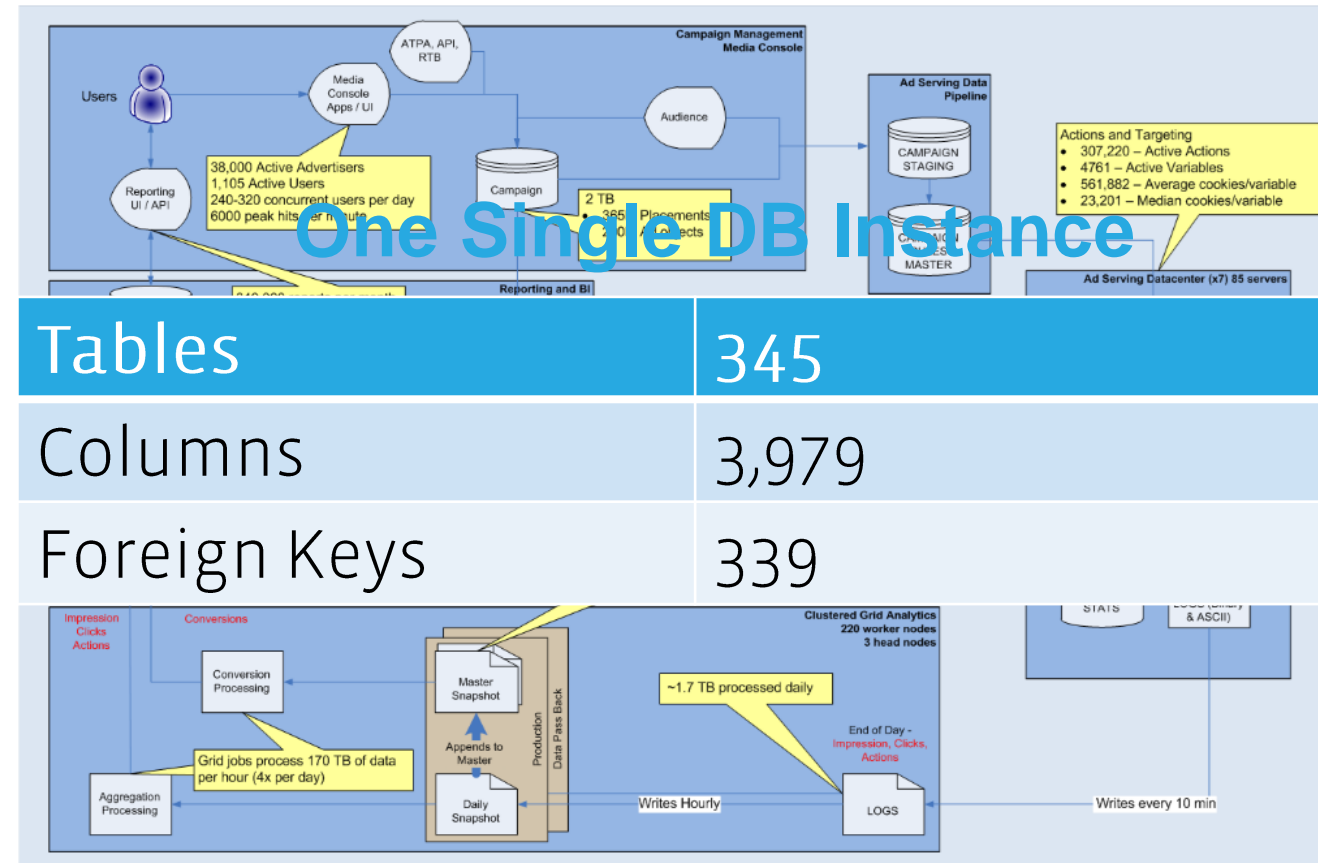 Campaign Management
Media Console
ATPA, API,
RTB
Users
Media
Console
Apps / UI
Audience
Ad Serving Data
Pipeline
CAMPAIGN
STAGING
Actions and Targeting
• 307,220 – Active Actions
• 4761 – Active Variables
• 561,882 – Average cookies/variable
• 23,201 – Median cookies/variable
38,000 Active Advertisers
1,105 Active Users
240-320 concurrent users per day
6000 peak hits per minute
Reporting
UI / API
Campaign
2 TB
Placements
One Single DB Instance
MASTER
Reporting and BI
Ad Serving Datacenter (x7) 85 servers
Tables 345
Columns 3,979
Foreign Keys 339
Impression
Clicks
Actions
Conversions
Clustered Grid Analytics
220 worker nodes
3 head nodes
STATS
& ASCII)
Conversion
Processing
Master
Snapshot
Production
Data Pass Back
~1.7 TB processed daily
End of Day -
Impression, Clicks,
Actions
Appends to
Master
Grid jobs process 170 TB of data
per hour (4x per day)
Aggregation
Processing
Daily
Snapshot
Writes Hourly
LOGS
Writes every 10 min